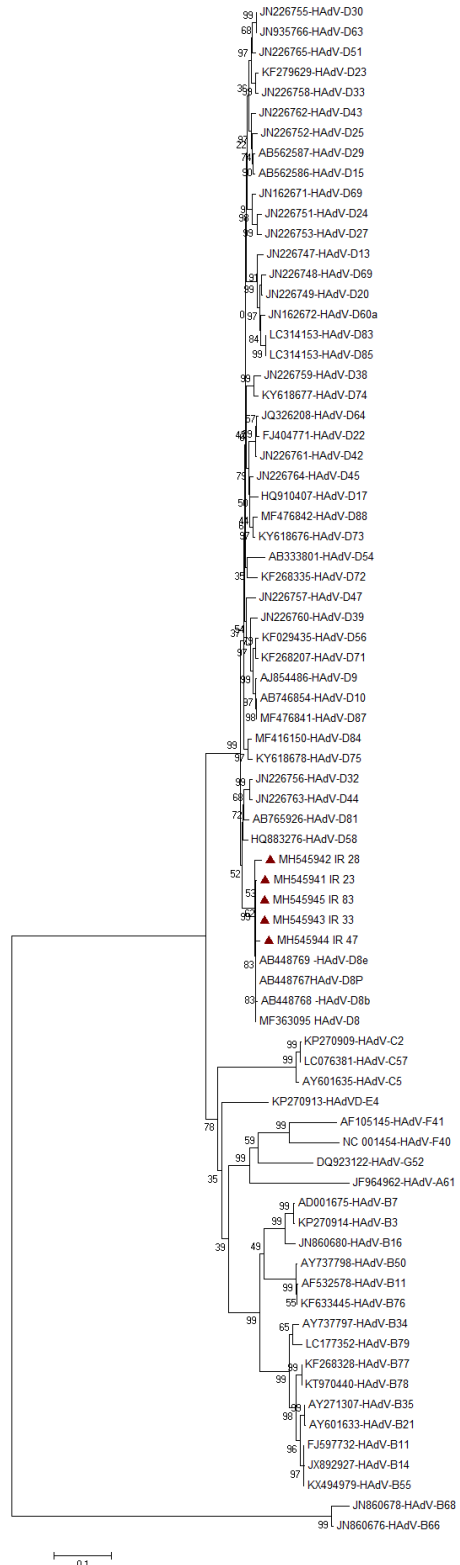 JN226755-HAdV-D30
JN935766-HAdV-D63
JN226765-HAdV-D51
KF279629-HAdV-D23
JN226758-HAdV-D33
JN226762-HAdV-D43
JN226752-HAdV-D25
AB562587-HAdV-D29
AB562586-HAdV-D15
JN162671-HAdV-D69
JN226751-HAdV-D24
JN226753-HAdV-D27
JN226747-HAdV-D13
JN226748-HAdV-D69
JN226749-HAdV-D20
JN162672-HAdV-D60a
LC314153-HAdV-D83
LC314153-HAdV-D85
JN226759-HAdV-D38
KY618677-HAdV-D74
JQ326208-HAdV-D64
FJ404771-HAdV-D22
JN226761-HAdV-D42
JN226764-HAdV-D45
HQ910407-HAdV-D17
MF476842-HAdV-D88
KY618676-HAdV-D73
AB333801-HAdV-D54
KF268335-HAdV-D72
JN226757-HAdV-D47
JN226760-HAdV-D39
KF029435-HAdV-D56
KF268207-HAdV-D71
AJ854486-HAdV-D9
AB746854-HAdV-D10
MF476841-HAdV-D87
MF416150-HAdV-D84
KY618678-HAdV-D75
JN226756-HAdV-D32
JN226763-HAdV-D44
AB765926-HAdV-D81
HQ883276-HAdV-D58
MH545942 IR 28
MH545941 IR 23
MH545945 IR 83
MH545943 IR 33
MH545944 IR 47
AB448769 -HAdV-D8e
AB448767HAdV-D8P
AB448768 -HAdV-D8b
MF363095 HAdV-D8
KP270909-HAdV-C2
LC076381-HAdV-C57
AY601635-HAdV-C5
KP270913-HAdVD-E4
AF105145-HAdV-F41
NC 001454-HAdV-F40
DQ923122-HAdV-G52
JF964962-HAdV-A61
AD001675-HAdV-B7
KP270914-HAdV-B3
JN860680-HAdV-B16
AY737798-HAdV-B50
AF532578-HAdV-B11
KF633445-HAdV-B76
AY737797-HAdV-B34
LC177352-HAdV-B79
KF268328-HAdV-B77
KT970440-HAdV-B78
AY271307-HAdV-B35
AY601633-HAdV-B21
FJ597732-HAdV-B11
JX892927-HAdV-B14
KX494979-HAdV-B55
JN860678-HAdV-B68
JN860676-HAdV-B66
99
68
97
99
90
99
91
99
97
84
99
99
57
79
50
97
35
97
99
97
98
99
97
99
68
72
52
53
83
83
99
99
78
35
99
59
99
39
99
99
49
99
55
99
65
99
98
96
97
99
0.1